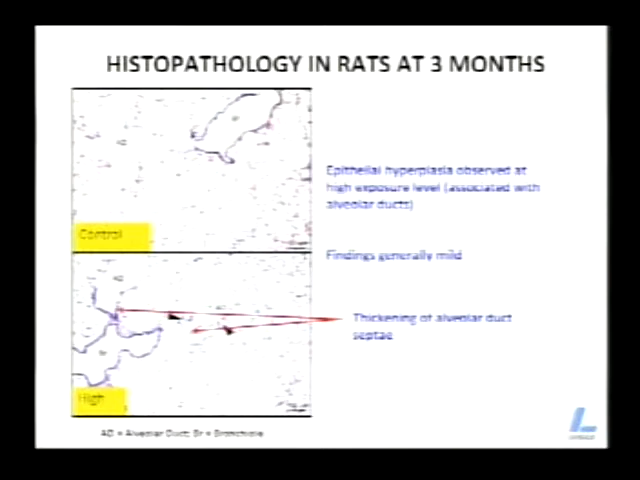 HISTOPATHOLOGY IN RATS AT 3 MONTHS
Epithelial hyperplasia observed at
high exposure level (associated with
alveolar ducts)
Control
Findings generally mild
Thickening of alveolar duct
septae
High
AD = Alveolar Duct; Br = Bronchiole